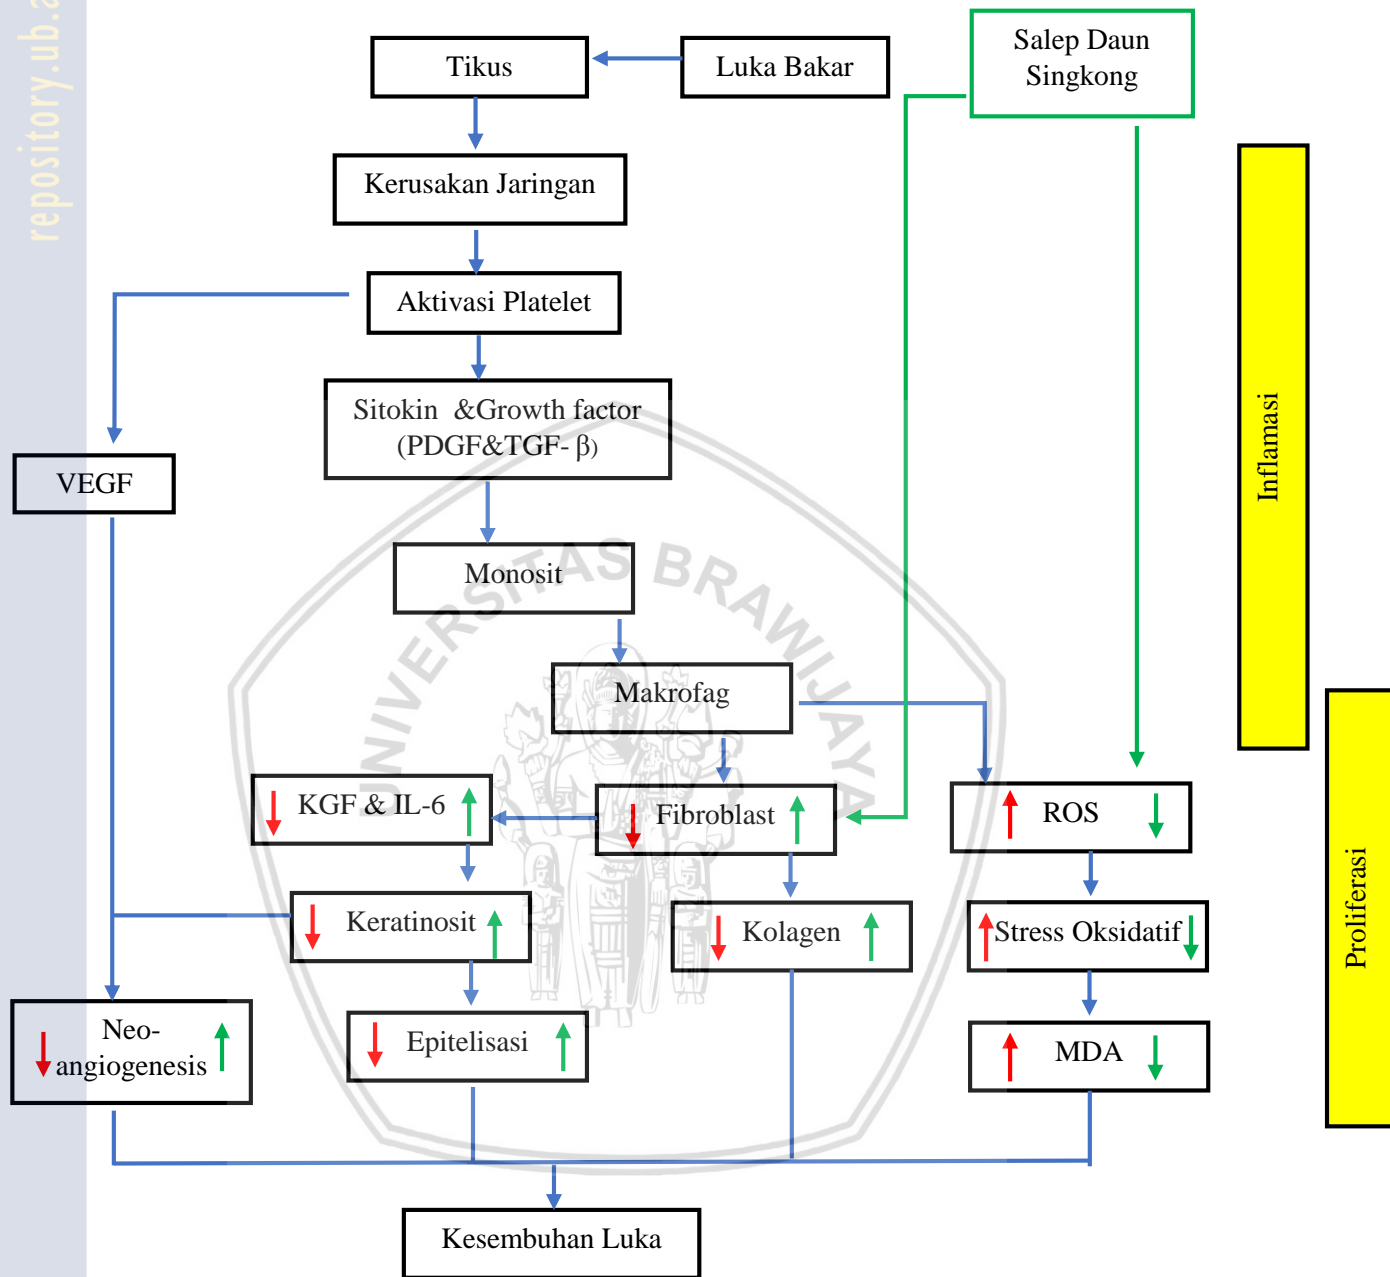 repository.ub.a
Tikus
Luka Bakar
Salep Daun
Singkong
Kerusakan Jaringan
Aktivasi Platelet
Sitokin &Growth factor
(PDGF&TGF- β)
VEGF
Inflamasi
UNIVERSITAS BRAWIJAYA
Monosit
Makrofag
KGF & IL-6
Fibroblast
ROS
Proliferasi
Keratinosit
Kolagen
Stress Oksidatif
Neo-
angiogenesis
Epitelisasi
MDA
Kesembuhan Luka